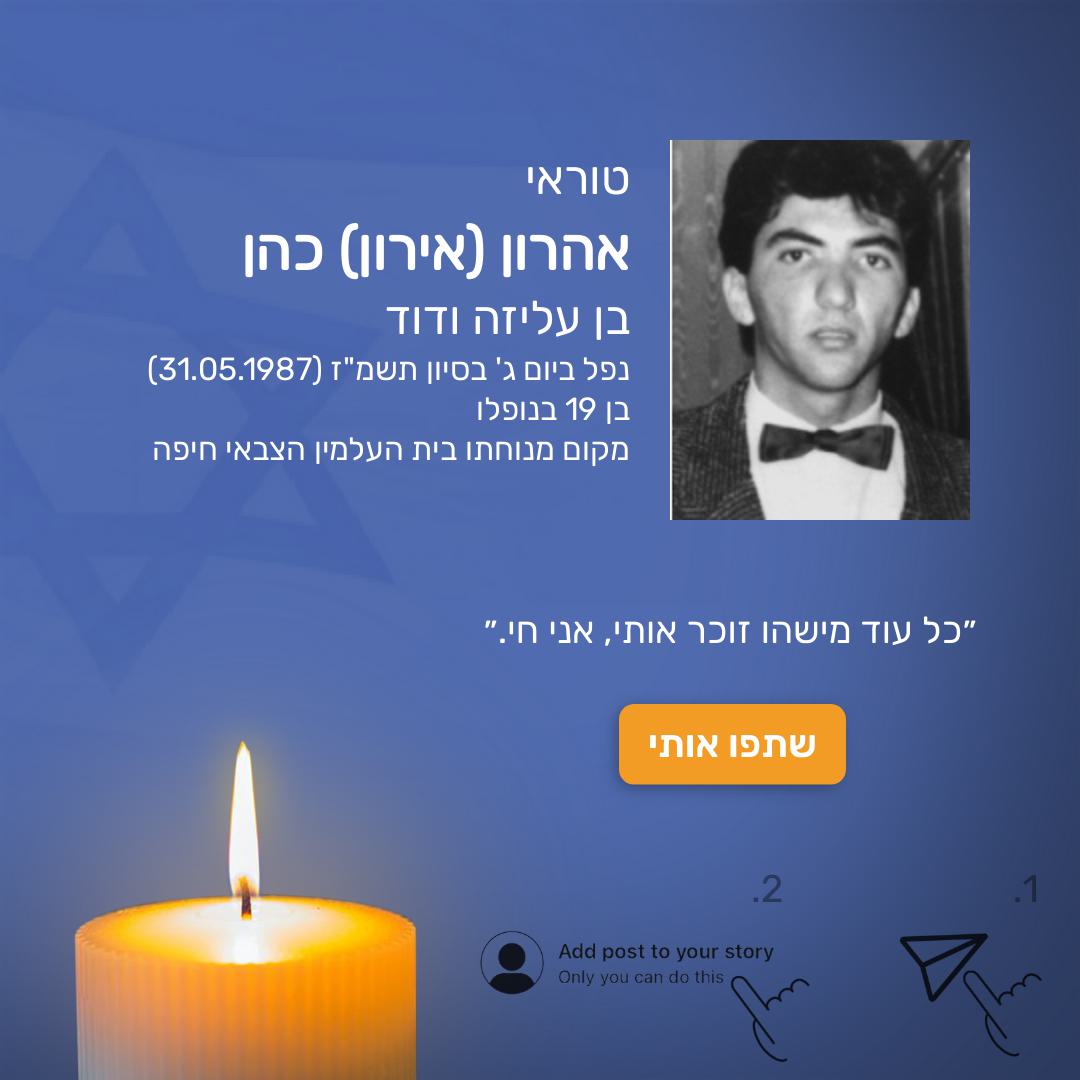 טוראי
אהרון (אירון) כהן
בן עליזה ודוד
נפל ביום ג' בסיון תשמ"ז (31.05.1987)
בן 19 בנופלו
מקום מנוחתו בית העלמין הצבאי חיפה
״כל עוד מישהו זוכר אותי, אני חי.״
שתפו אותי
1.
2.
Add post to your story
Only you can do this